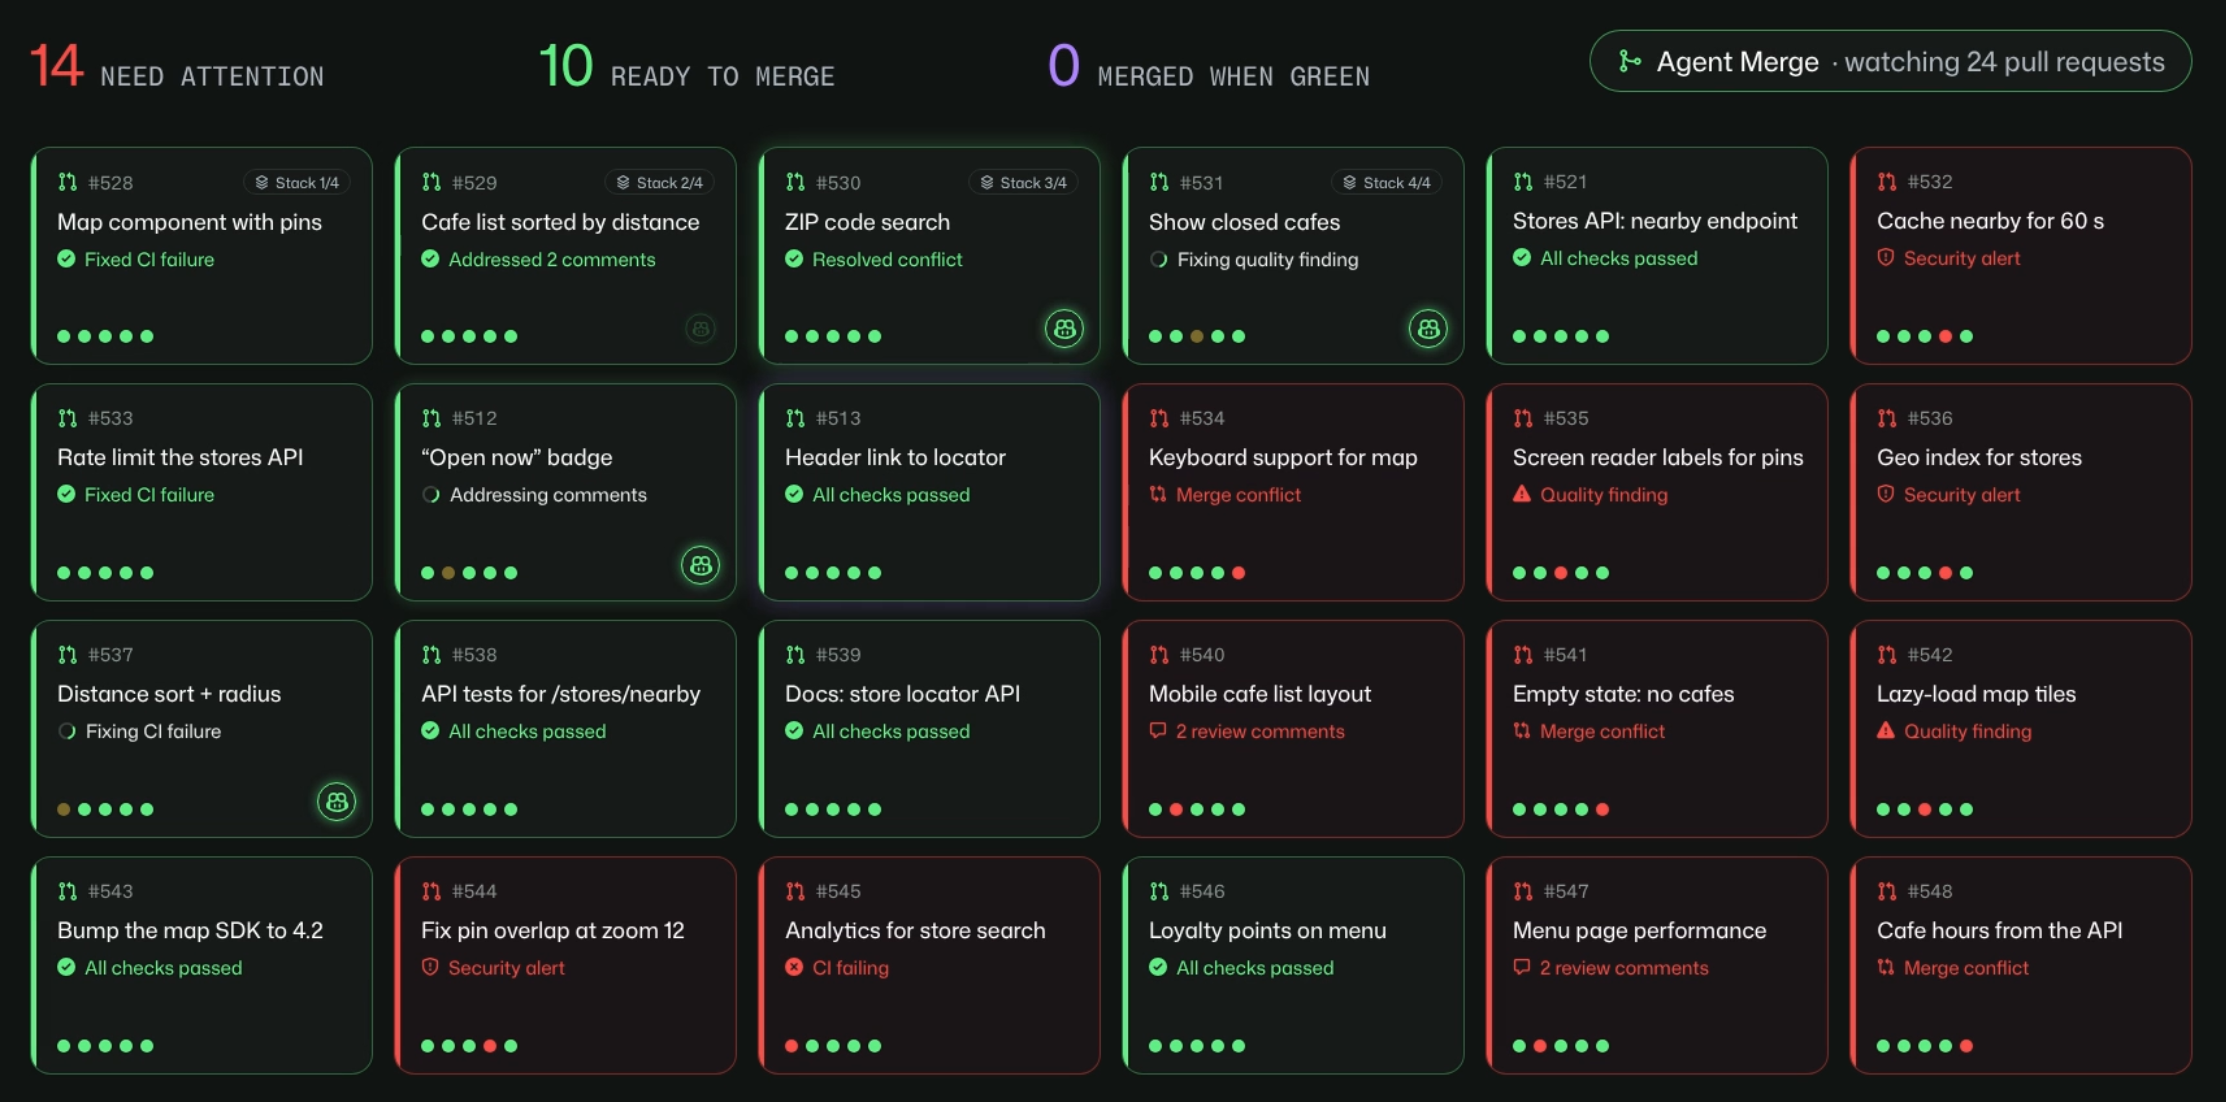 14 NEED ATTENTION
10 READY TO MERGE
0 MERGED WHEN GREEN
Agent Merge · watching 24 pull requests
#528
Stack 1/4
Map component with pins
Fixed CI failure
#529
Stack 2/4
Cafe list sorted by distance
Addressed 2 comments
#530
Stack 3/4
ZIP code search
Resolved conflict
#531
Stack 4/4
Show closed cafes
Fixing quality finding
#521
Stores API: nearby endpoint
All checks passed
#532
Cache nearby for 60 s
Security alert
#533
Rate limit the stores API
Fixed CI failure
#512
“Open now” badge
Addressing comments
#513
Header link to locator
All checks passed
#534
Keyboard support for map
Merge conflict
#535
Screen reader labels for pins
Quality finding
#536
Geo index for stores
Security alert
#537
Distance sort + radius
Fixing CI failure
#538
API tests for /stores/nearby
All checks passed
#539
Docs: store locator API
All checks passed
#540
Mobile cafe list layout
2 review comments
#541
Empty state: no cafes
Merge conflict
#542
Lazy-load map tiles
Quality finding
#543
Bump the map SDK to 4.2
All checks passed
#544
Fix pin overlap at zoom 12
Security alert
#545
Analytics for store search
CI failing
#546
Loyalty points on menu
All checks passed
#547
Menu page performance
2 review comments
#548
Cafe hours from the API
Merge conflict